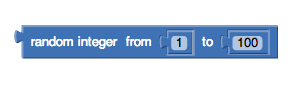 random integer from 1 to 100